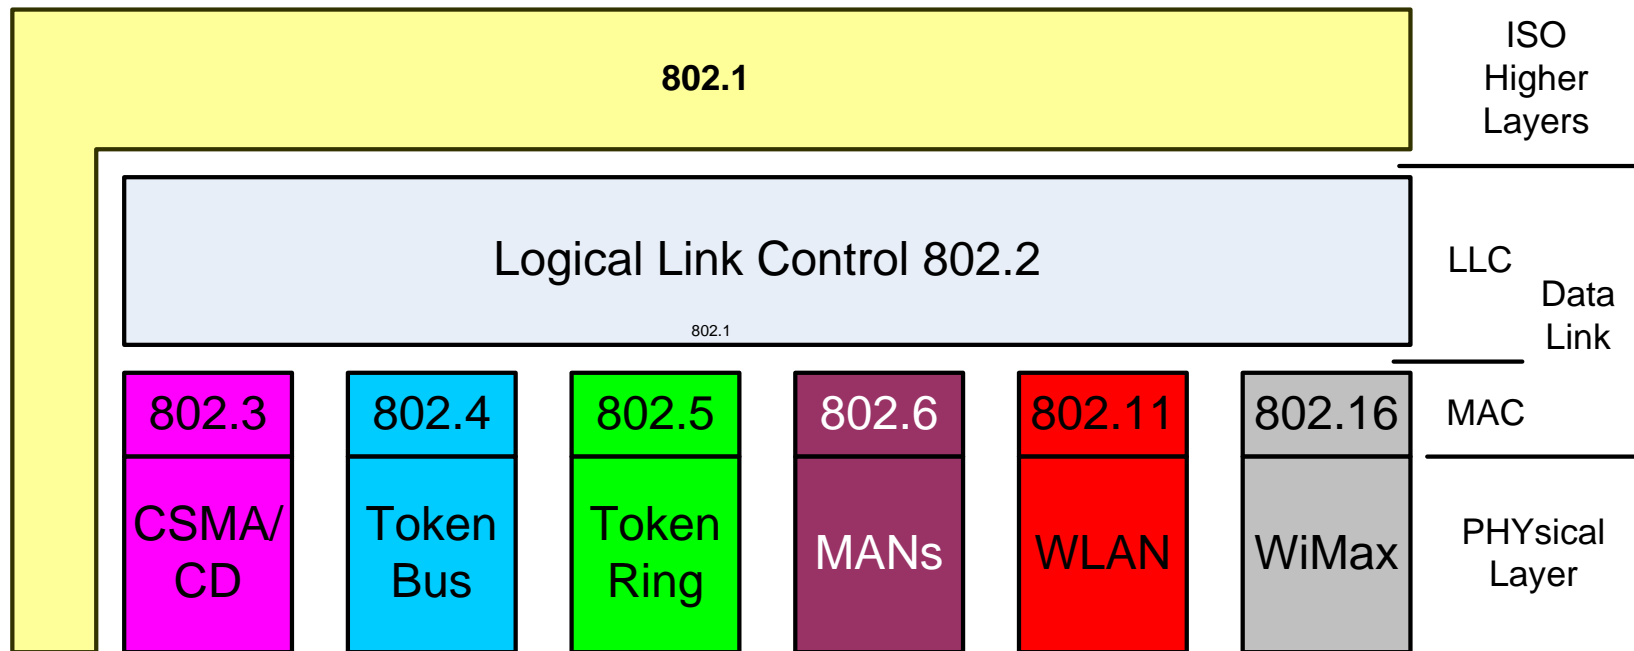 802.1
ISO
Higher
Layers
Logical Link Control 802.2
802.1
LLC
Data
Link
802.3
802.4
802.5
802.6
802.11
802.16
MAC
CSMA/
CD
Token
Bus
Token
Ring
MANs
WLAN
WiMax
PHYsical
Layer